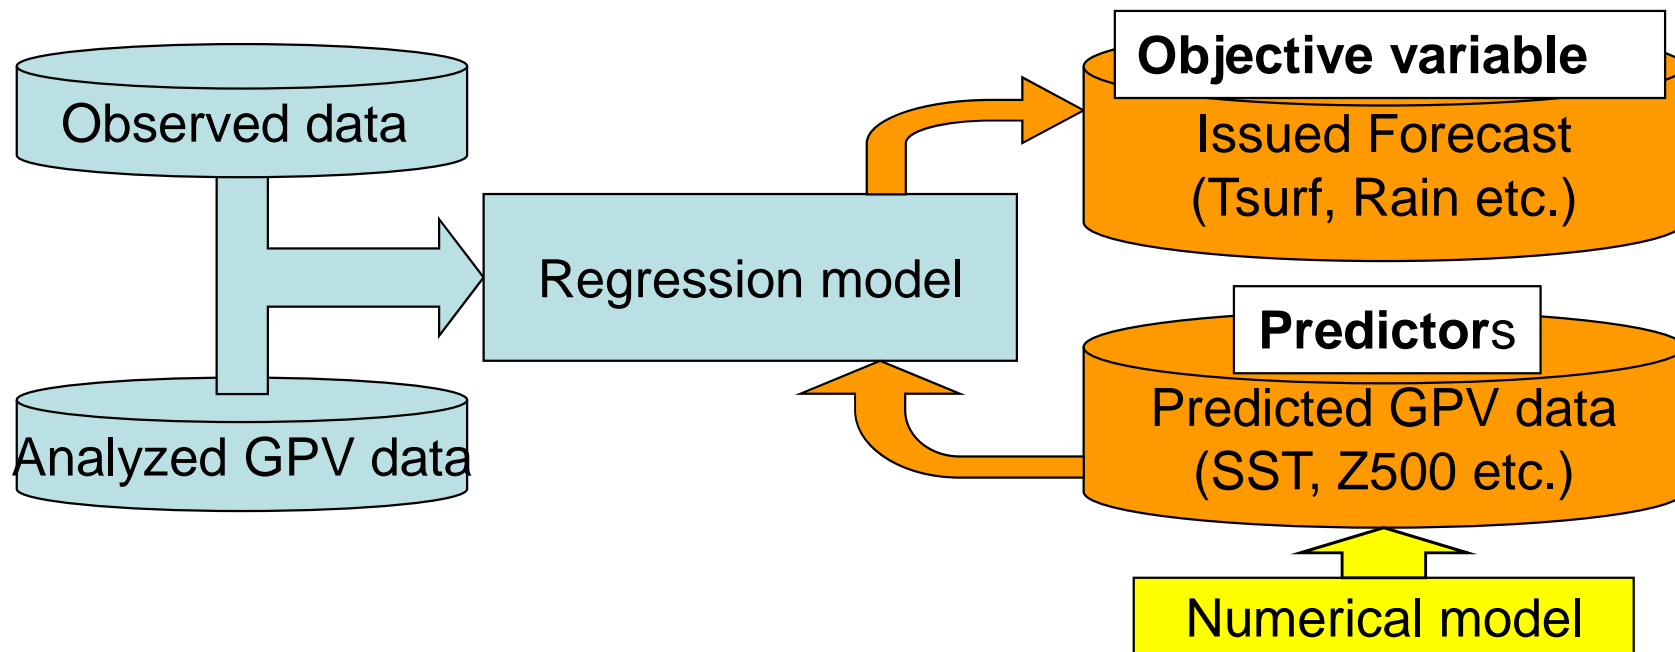 Observed data
Analyzed GPV data
Regression model
Objective variable
Issued Forecast
(Tsurf, Rain etc.)
Predictors
Predicted GPV data
(SST, Z500 etc.)
Numerical model